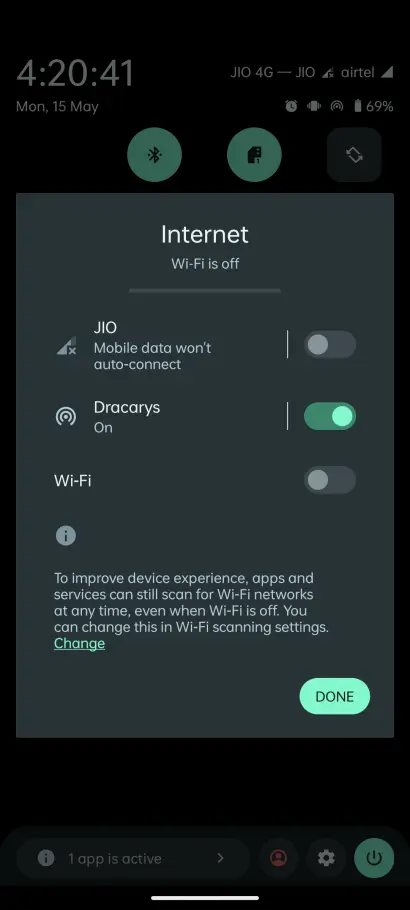 4:20:41
JIO 4G — JIO airtel
Mon, 15 May
69%
1
Internet
Wi-Fi is off
JIO
Mobile data won't
auto-connect
Dracarys
On
Wi-Fi
To improve device experience, apps and
services can still scan for Wi-Fi networks
at any time, even when Wi-Fi is off. You
can change this in Wi-Fi scanning settings.
Change
DONE
1 app is active